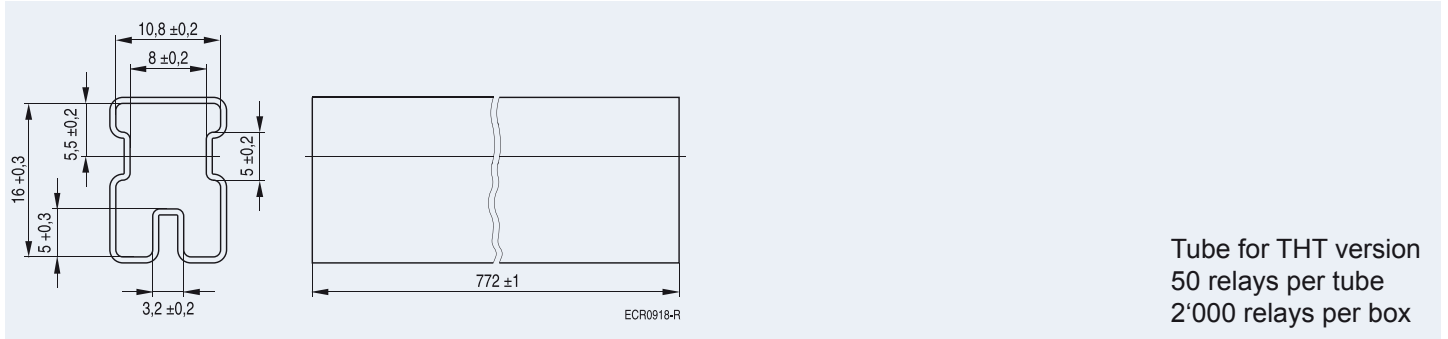 10,8 ±0,2
8 ±0,2
5,5 ±0,2
16 +0,3
5 ±0,2
5 +0,3
3,2 ±0,2
772 ±1
ECR0918-R
Tube for THT version
50 relays per tube
2‘000 relays per box